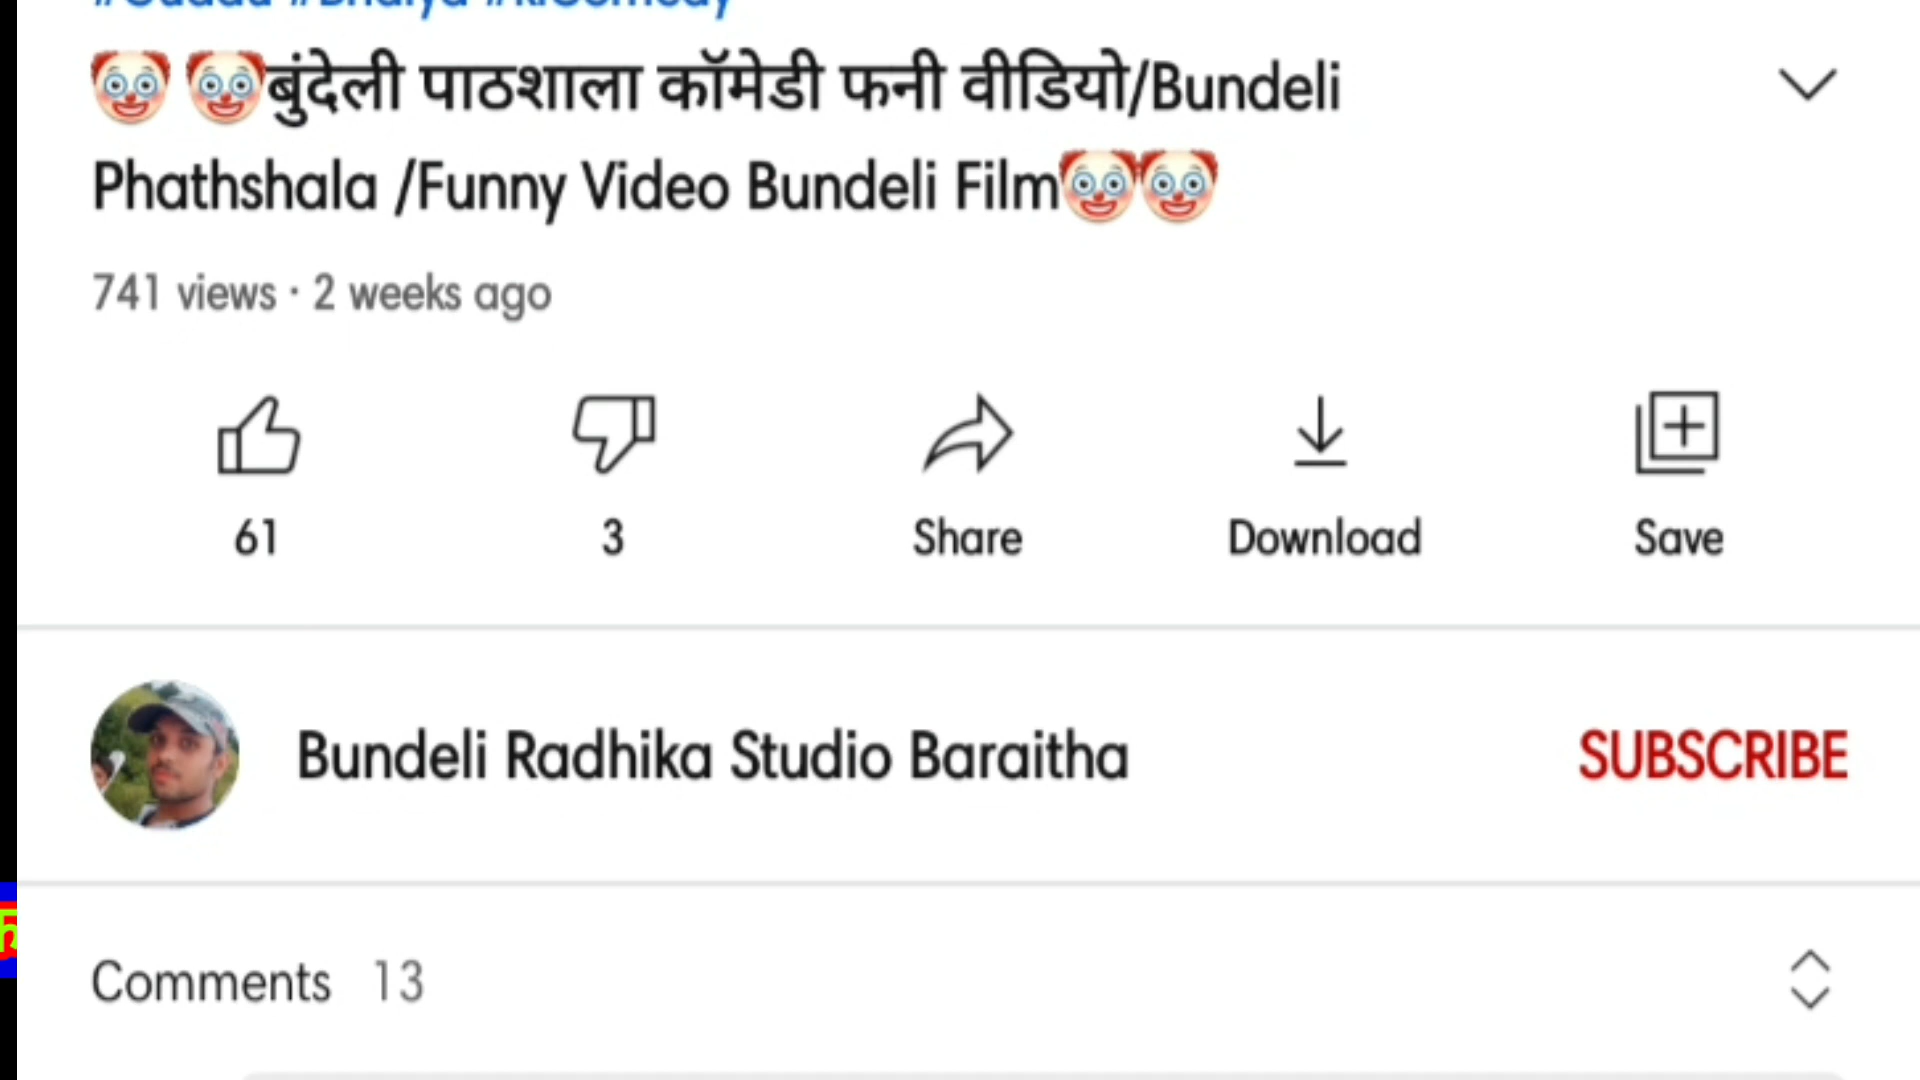 🤡 🤡बुंदेली पाठशाला कॉमेडी फनी वीडियो/Bundeli
Phathshala /Funny Video Bundeli Film🤡🤡
741 views · 2 weeks ago
61 3 Share Download Save
Bundeli Radhika Studio Baraitha SUBSCRIBE
Comments 13